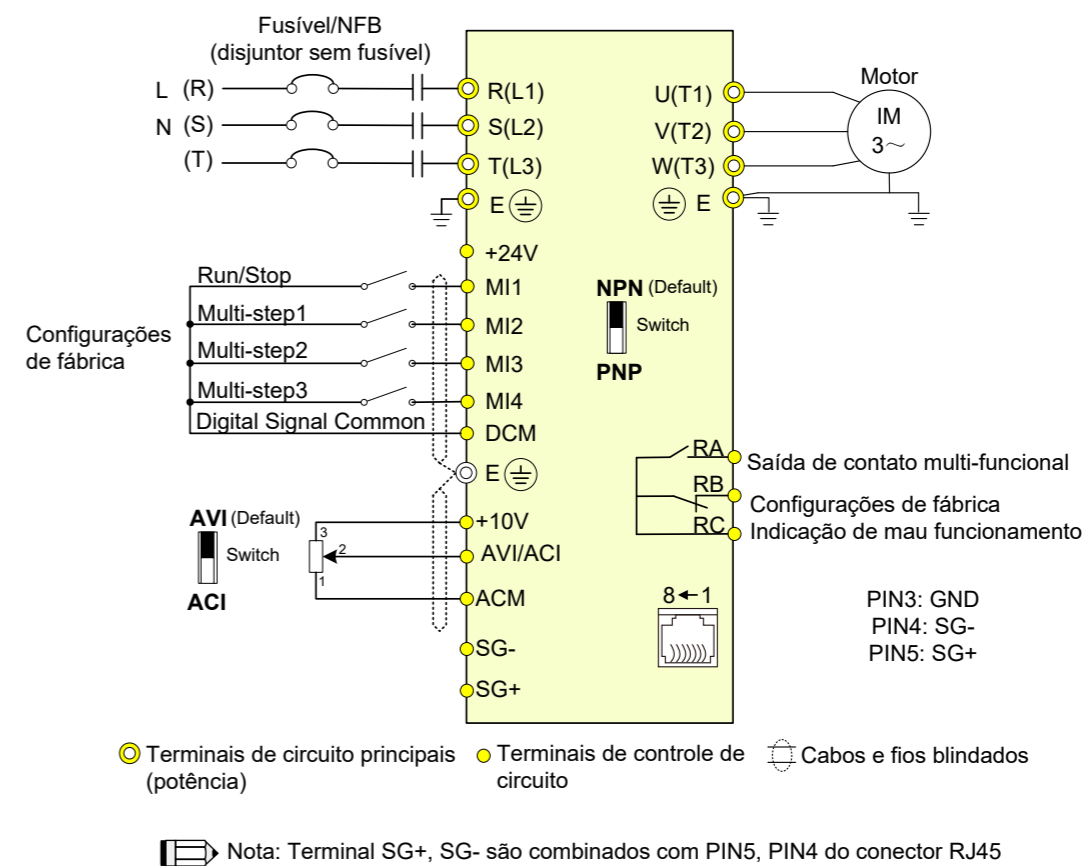 Fusível/NFB
(disjuntor sem fusível)
L (R)
N (S)
(T)
R(L1)
S(L2)
T(L3)
E
U(T1)
V(T2)
W(T3)
E
Motor
IM
3～
+24V
Configurações
de fábrica
Run/Stop
Multi-step1
Multi-step2
Multi-step3
Digital Signal Common
MI1
MI2
MI3
MI4
DCM
E
NPN (Default)
Switch
PNP
RA
RB
RC
Saída de contato multi-funcional
Configurações de fábrica
Indicação de mau funcionamento
AVI (Default)
Switch
ACI
3
2
1
+10V
AVI/ACI
ACM
SG-
SG+
8←1
PIN3: GND
PIN4: SG-
PIN5: SG+
Terminais de circuito principais
(potência)
Terminais de controle de
circuito
Cabos e fios blindados
Nota: Terminal SG+, SG- são combinados com PIN5, PIN4 do conector RJ45